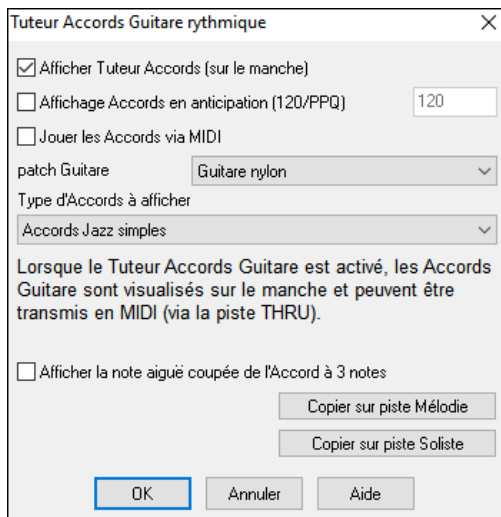 Tuteur Accords Guitare rythmique
Afficher Tuteur Accords (sur le manche)
Affichage Accords en anticipation (120/PPQ) 120
Jouer les Accords via MIDI
patch Guitare Guitare nylon
Type d'Accords à afficher
Accords Jazz simples
Lorsque le Tuteur Accords Guitare est activé, les Accords
Guitare sont visualisés sur le manche et peuvent être
transmis en MIDI (via la piste THRU).
Afficher la note aiguë coupée de l'Accord à 3 notes
Copier sur piste Mélodie
Copier sur piste Soliste
OK Annuler Aide